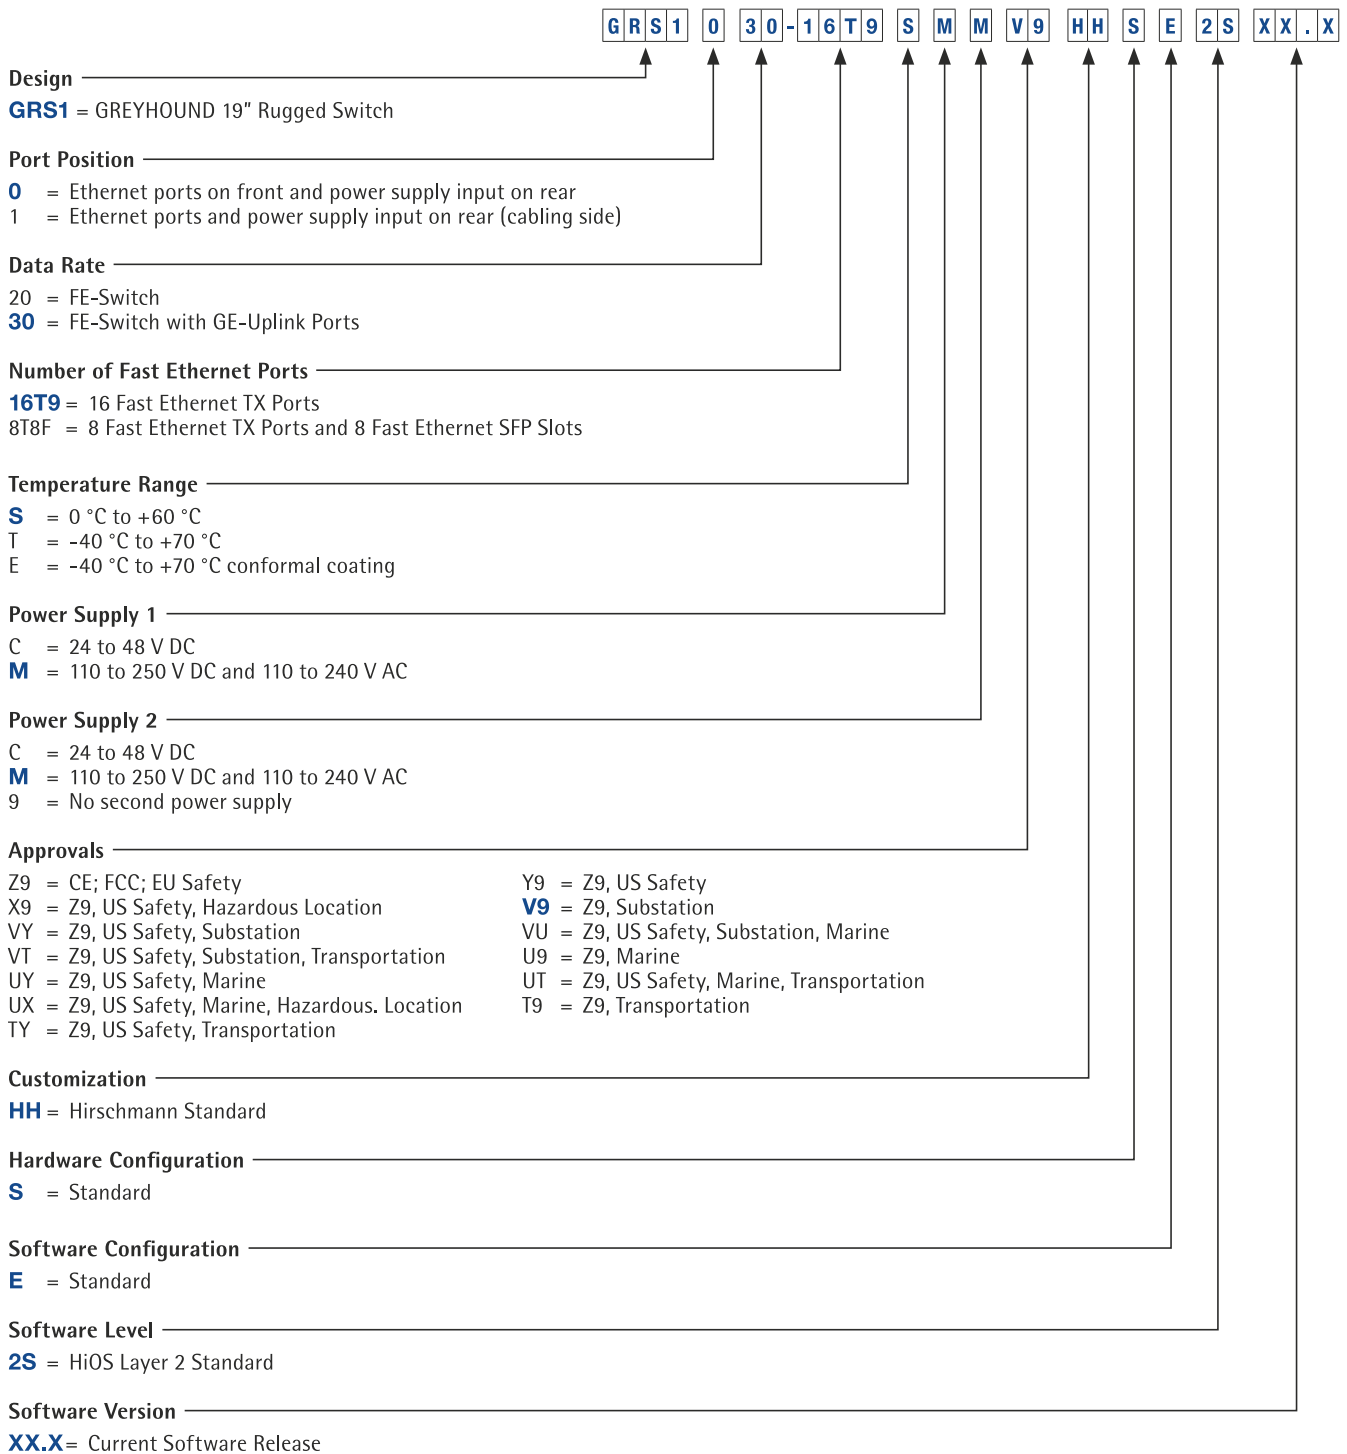 GRS1 0 30-16T9 S M M V9 HH S E 2S XX.X
Design
GRS1 = GREYHOUND 19" Rugged Switch
Port Position
0 = Ethernet ports on front and power supply input on rear
1 = Ethernet ports and power supply input on rear (cabling side)
Data Rate
20 = FE-Switch
30 = FE-Switch with GE-Uplink Ports
Number of Fast Ethernet Ports
16T9 = 16 Fast Ethernet TX Ports
8T8F = 8 Fast Ethernet TX Ports and 8 Fast Ethernet SFP Slots
Temperature Range
S = 0 °C to +60 °C
T = -40 °C to +70 °C
E = -40 °C to +70 °C conformal coating
Power Supply 1
C = 24 to 48 V DC
M = 110 to 250 V DC and 110 to 240 V AC
Power Supply 2
C = 24 to 48 V DC
M = 110 to 250 V DC and 110 to 240 V AC
9 = No second power supply
Approvals
Z9 = CE; FCC; EU Safety
X9 = Z9, US Safety, Hazardous Location
VY = Z9, US Safety, Substation
VT = Z9, US Safety, Substation, Transportation
UY = Z9, US Safety, Marine
UX = Z9, US Safety, Marine, Hazardous. Location
TY = Z9, US Safety, Transportation
Y9 = Z9, US Safety
V9 = Z9, Substation
VU = Z9, US Safety, Substation, Marine
U9 = Z9, Marine
UT = Z9, US Safety, Marine, Transportation
T9 = Z9, Transportation
Customization
HH = Hirschmann Standard
Hardware Configuration
S = Standard
Software Configuration
E = Standard
Software Level
2S = HiOS Layer 2 Standard
Software Version
XX.X = Current Software Release